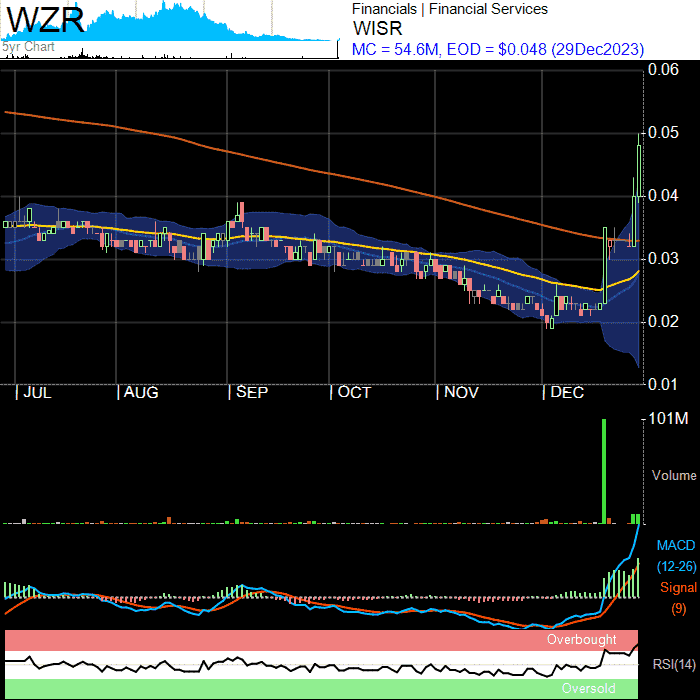 WZR
5yr Chart
Financials | Financial Services
WISR
MC = 54.6M, EOD = $0.048 (29Dec2023)
0.06
0.05
0.04
0.03
0.02
0.01
JUL
AUG
SEP
OCT
NOV
DEC
101M
Volume
MACD
(12-26)
Signal
(9)
Overbought
RSI(14)
Oversold